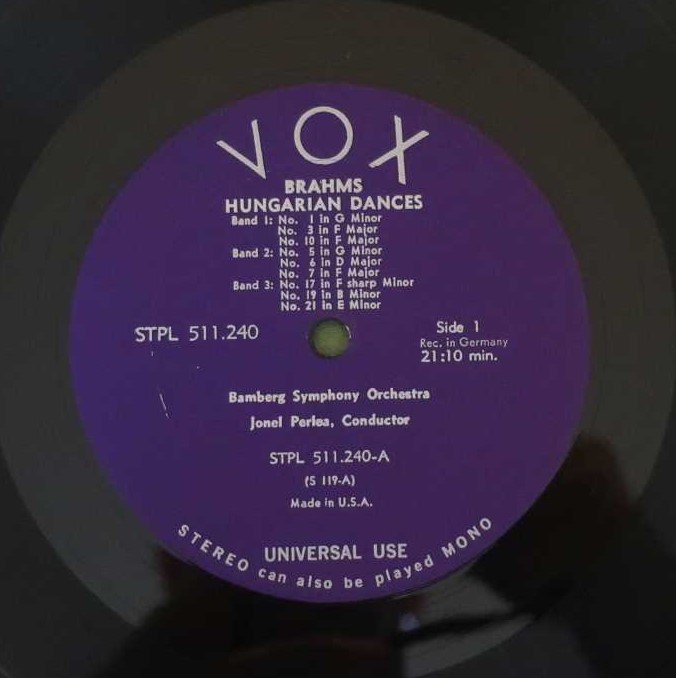 VOX
BRAHMS
HUNGARIAN DANCES
Band 1: No. 1 in G Minor
No. 3 in F Major
No. 10 in F Major
Band 2: No. 5 in G Minor
No. 6 in D Major
No. 7 in F Major
Band 3: No. 17 in F sharp Minor
No. 19 in B Minor
No. 21 in E Minor
STPL 511.240
Side 1
Rec. in Germany
21:10 min.
Bamberg Symphony Orchestra
Jonel Perlea, Conductor
STPL 511.240-A
(S 119-A)
Made in U.S.A.
UNIVERSAL USE
STEREO can also be played MONO